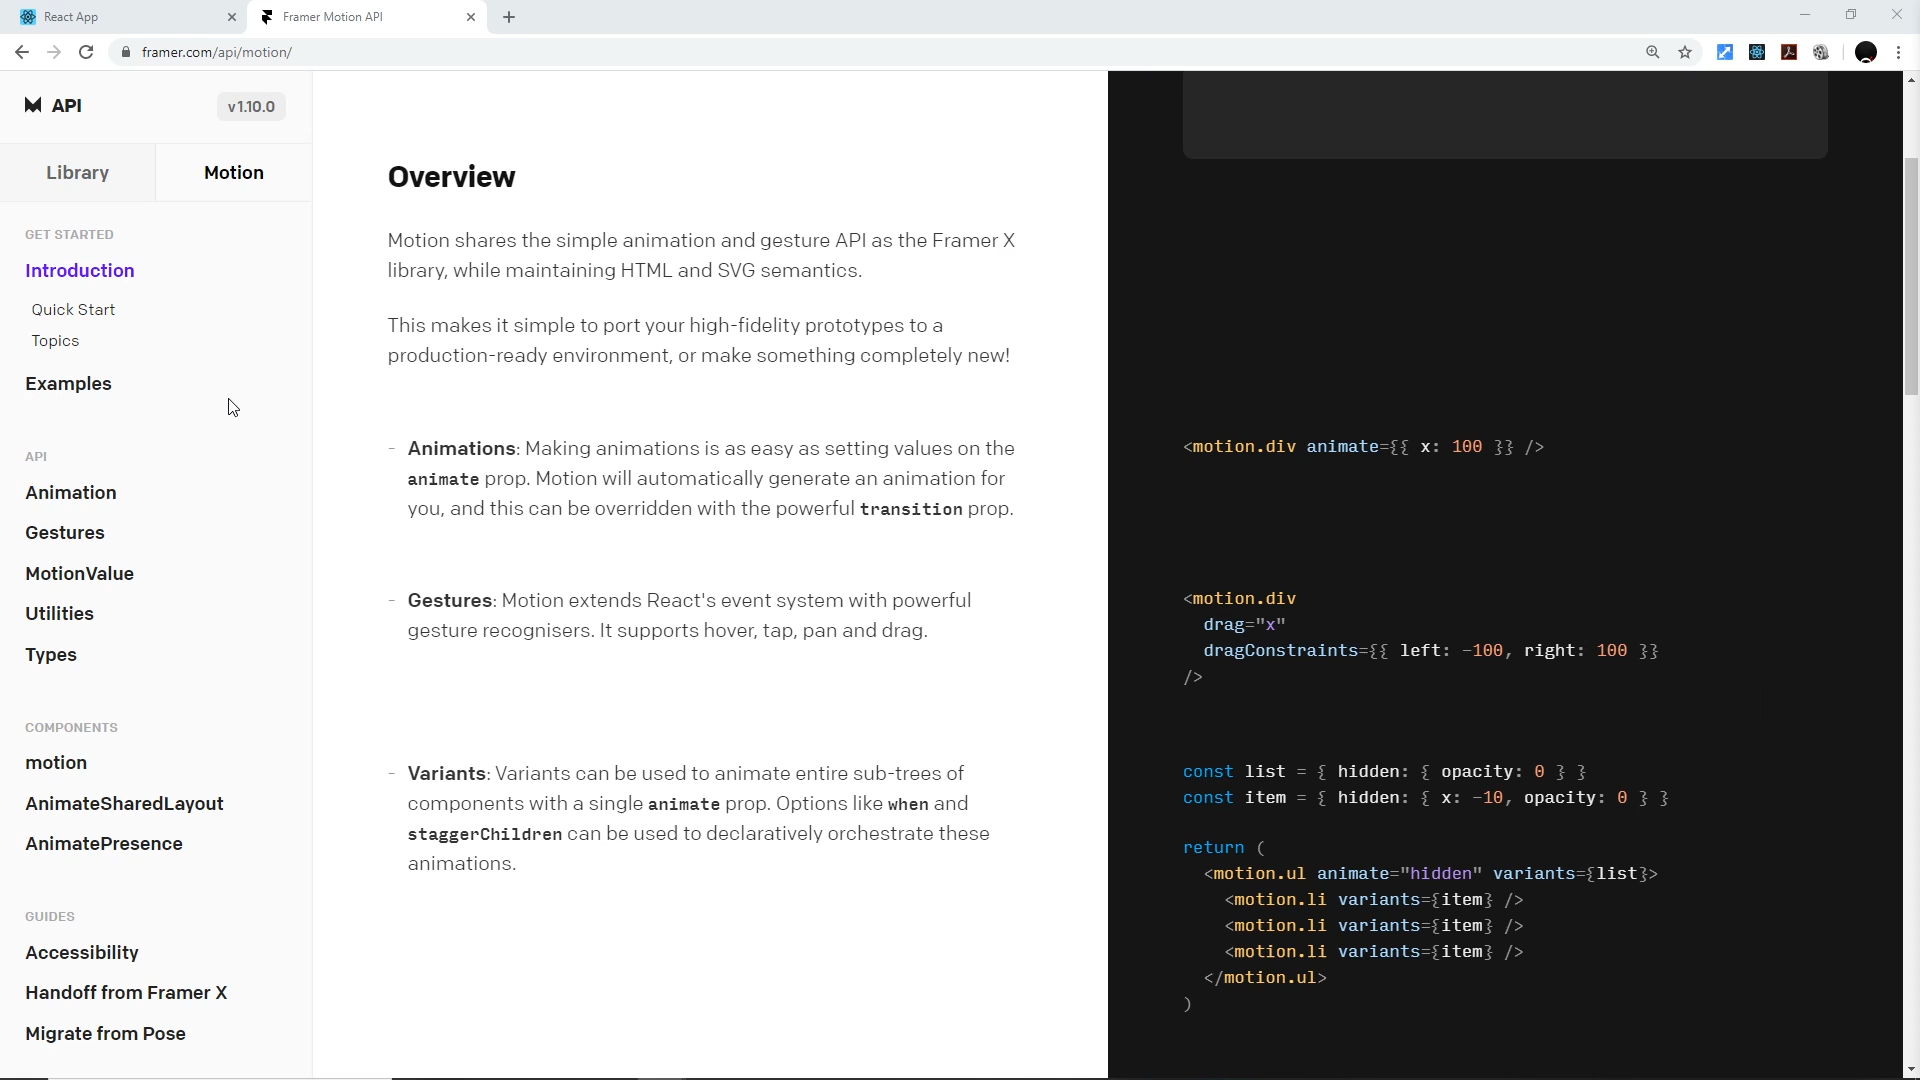 React App
Framer Motion API
framer.com/api/motion/
API
v1.10.0
Library
Motion
GET STARTED
Introduction
Quick Start
Topics
Examples
API
Animation
Gestures
MotionValue
Utilities
Types
COMPONENTS
motion
AnimateSharedLayout
AnimatePresence
GUIDES
Accessibility
Handoff from Framer X
Migrate from Pose
Overview
Motion shares the simple animation and gesture API as the Framer X
library, while maintaining HTML and SVG semantics.
This makes it simple to port your high-fidelity prototypes to a
production-ready environment, or make something completely new!
- Animations: Making animations is as easy as setting values on the
animate prop. Motion will automatically generate an animation for
you, and this can be overridden with the powerful transition prop.
- Gestures: Motion extends React's event system with powerful
gesture recognisers. It supports hover, tap, pan and drag.
- Variants: Variants can be used to animate entire sub-trees of
components with a single animate prop. Options like when and
staggerChildren can be used to declaratively orchestrate these
animations.
<motion.div animate={{ x: 100 }} />
<motion.div
drag="x"
dragConstraints={{ left: -100, right: 100 }}
/>
const list = { hidden: { opacity: 0 } }
const item = { hidden: { x: -10, opacity: 0 } }
return (
<motion.ul animate="hidden" variants={list}>
<motion.li variants={item} />
<motion.li variants={item} />
<motion.li variants={item} />
</motion.ul>
)